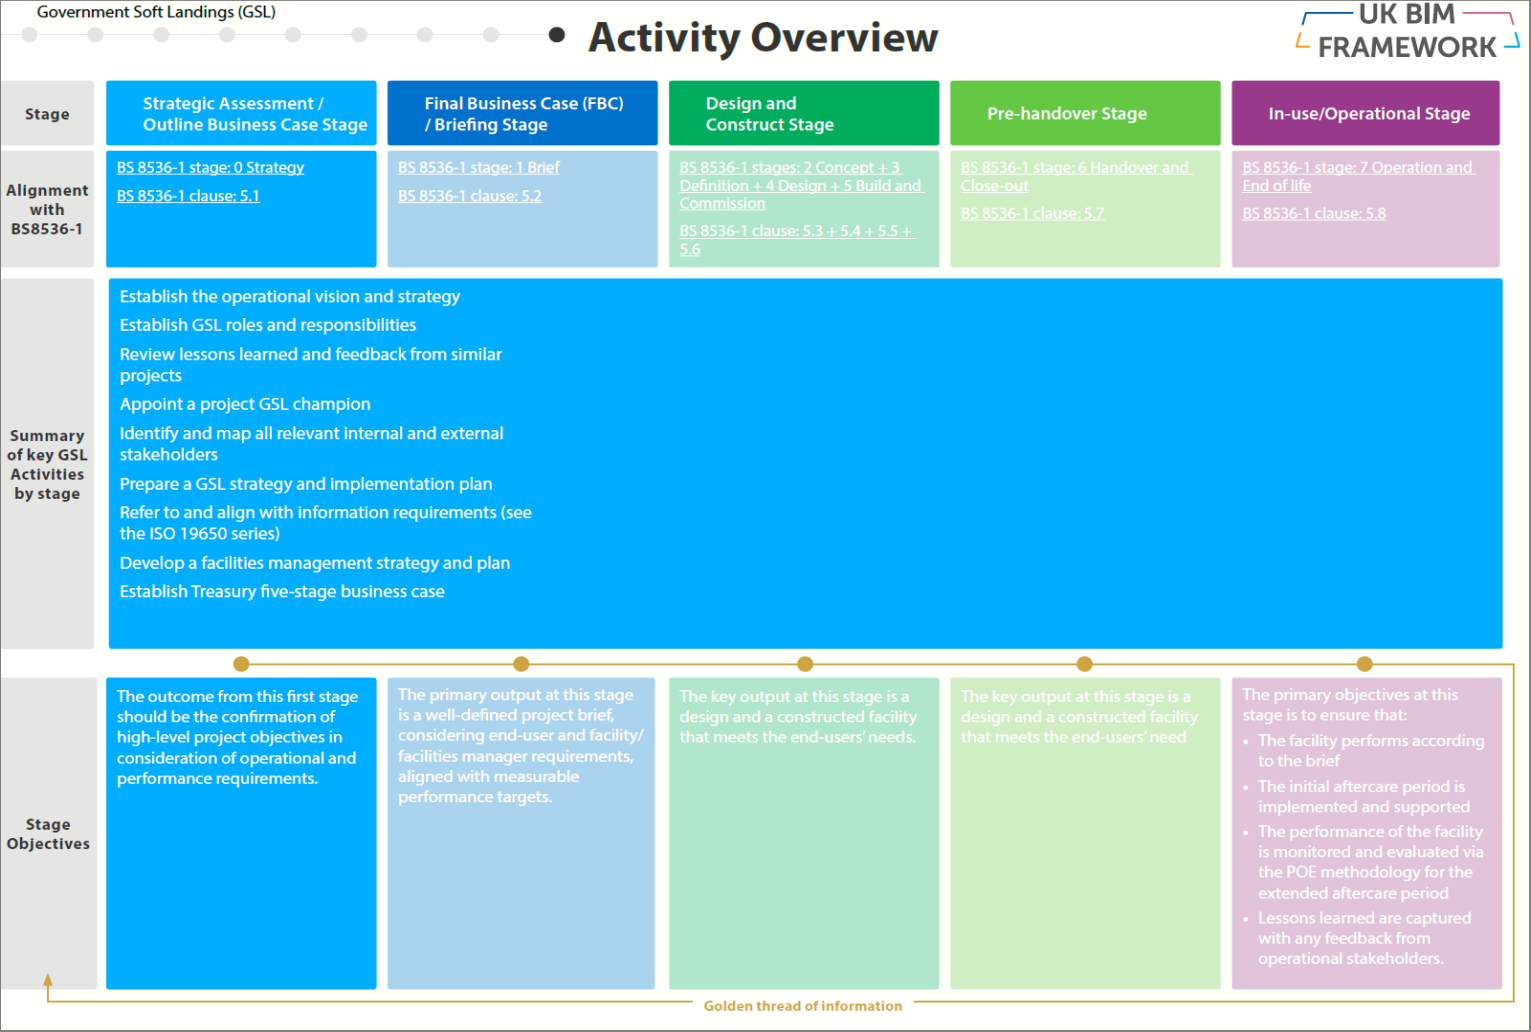 Government Soft Landings (GSL)
Activity Overview
UK BIM
FRAMEWORK
Stage
Strategic Assessment /
Outline Business Case Stage
Final Business Case (FBC)
/ Briefing Stage
Design and
Construct Stage
Pre-handover Stage
In-use/Operational Stage
Alignment
with
BS8536-1
BS 8536-1 stage: 0 Strategy
BS 8536-1 clause: 5.1
BS 8536-1 stage: 1 Brief
BS 8536-1 clause: 5.2
BS 8536-1 stages: 2 Concept + 3
Definition + 4 Design + 5 Build and
Commission
BS 8536-1 clause: 5.3 + 5.4 + 5.5 +
5.6
BS 8536-1 stage: 6 Handover and
Close-out
BS 8536-1 clause: 5.7
BS 8536-1 stage: 7 Operation and
End of life
BS 8536-1 clause: 5.8
Summary
of key GSL
Activities
by stage
Establish the operational vision and strategy
Establish GSL roles and responsibilities
Review lessons learned and feedback from similar
projects
Appoint a project GSL champion
Identify and map all relevant internal and external
stakeholders
Prepare a GSL strategy and implementation plan
Refer to and align with information requirements (see
the ISO 19650 series)
Develop a facilities management strategy and plan
Establish Treasury five-stage business case
Stage
Objectives
The outcome from this first stage
should be the confirmation of
high-level project objectives in
consideration of operational and
performance requirements.
The primary output at this stage
is a well-defined project brief,
considering end-user and facility/
facilities manager requirements,
aligned with measurable
performance targets.
The key output at this stage is a
design and a constructed facility
that meets the end-users’ needs.
The key output at this stage is a
design and a constructed facility
that meets the end-users’ need
The primary objectives at this
stage is to ensure that:
• The facility performs according
to the brief
• The initial aftercare period is
implemented and supported
• The performance of the facility
is monitored and evaluated via
the POE methodology for the
extended aftercare period
• Lessons learned are captured
with any feedback from
operational stakeholders.
Golden thread of information